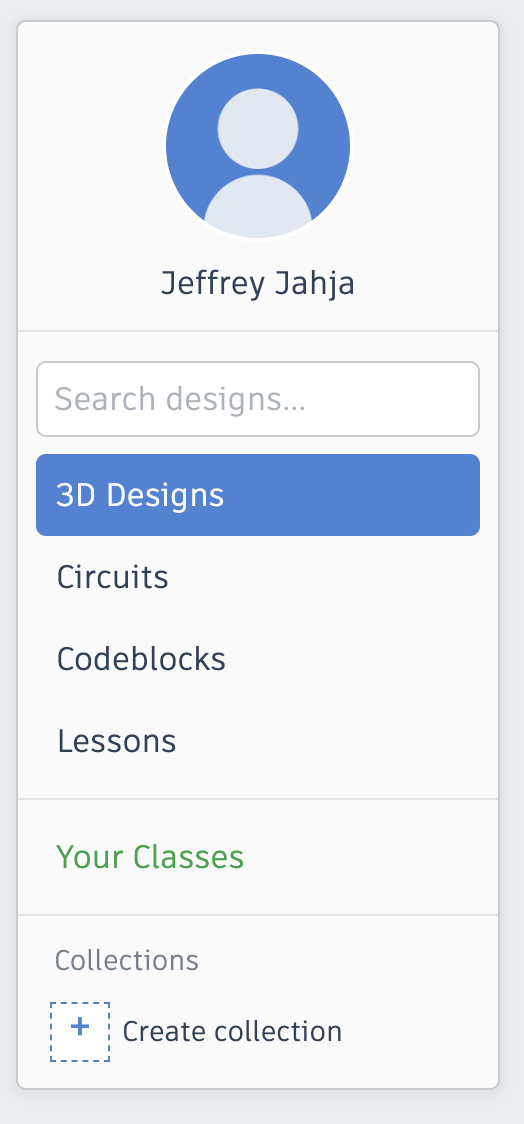 Jeffrey Jahja
Search designs...
3D Designs
Circuits
Codeblocks
Lessons
Your Classes
Collections
+ Create collection